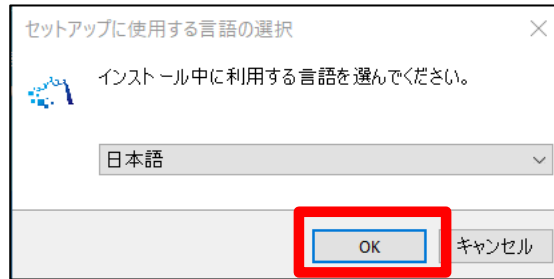 セットアップに使用する言語の選択
インストール中に利用する言語を選んでください。
日本語
OK キャンセル